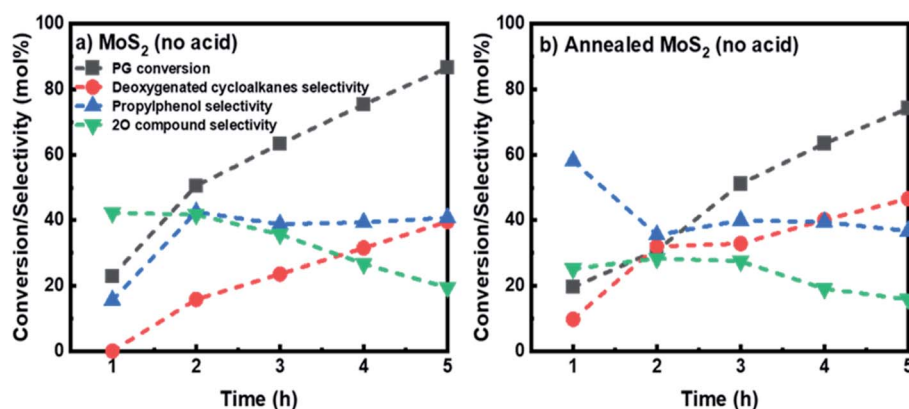 a) MoS2 (no acid)
PG conversion
Deoxygenated cycloalkanes selectivity
Propylphenol selectivity
2O compound selectivity
Conversion/Selectivity (mol%)
100
80
60
40
20
0
1 2 3 4 5
Time (h)
b) Annealed MoS2 (no acid)
Conversion/Selectivity (mol%)
100
80
60
40
20
0
1 2 3 4 5
Time (h)